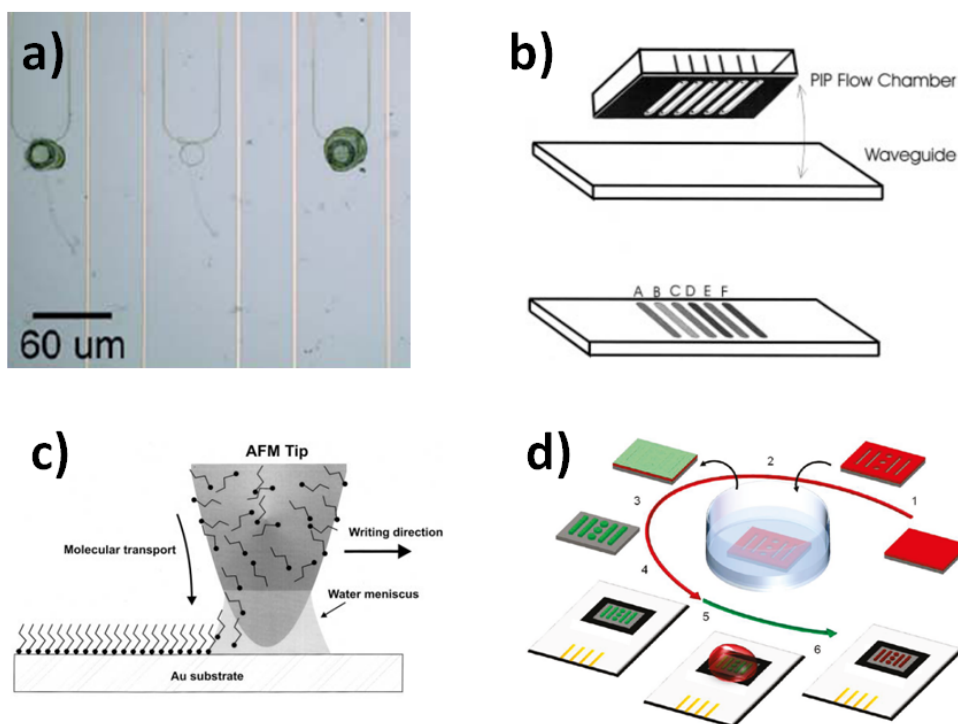 a)
60 um
b)
PIP Flow Chamber
Waveguide
A B C D E F
c)
AFM Tip
Molecular transport
Writing direction
Water meniscus
Au substrate
d)
2
3
1
4
5
6